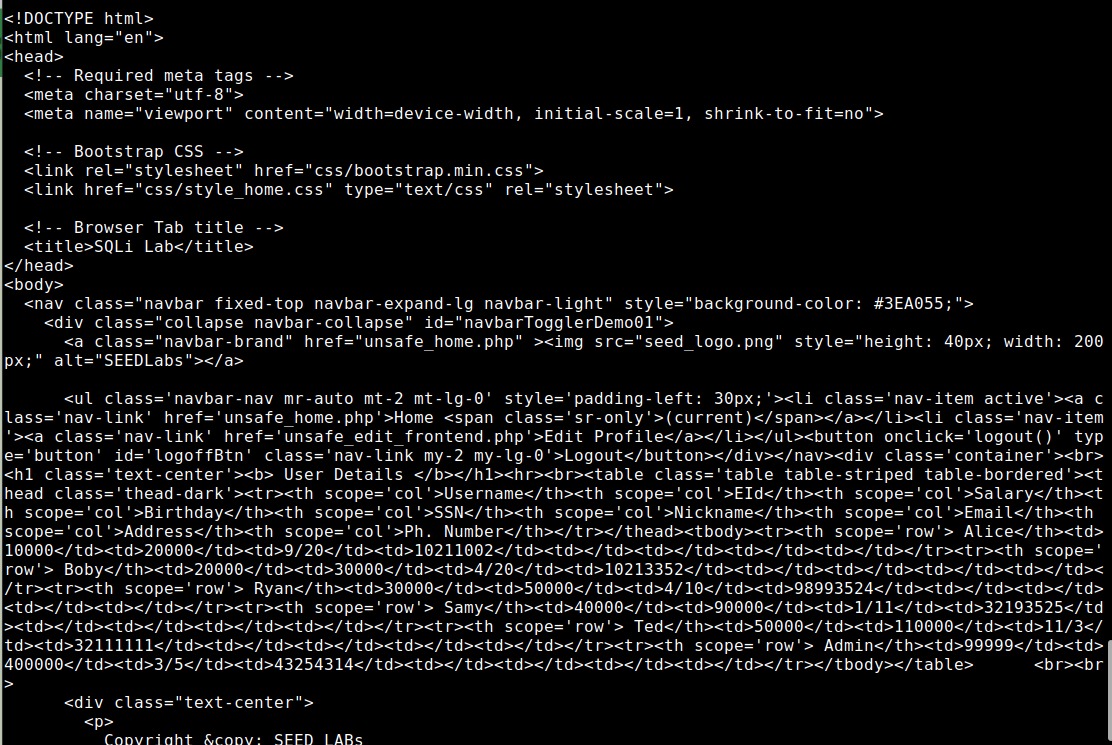 <!DOCTYPE html>
<html lang="en">
<head>
  <!-- Required meta tags -->
  <meta charset="utf-8">
  <meta name="viewport" content="width=device-width, initial-scale=1, shrink-to-fit=no">

  <!-- Bootstrap CSS -->
  <link rel="stylesheet" href="css/bootstrap.min.css">
  <link href="css/style_home.css" type="text/css" rel="stylesheet">

  <!-- Browser Tab title -->
  <title>SQLi Lab</title>
</head>
<body>
  <nav class="navbar fixed-top navbar-expand-lg navbar-light" style="background-color: #3EA055;">
    <div class="collapse navbar-collapse" id="navbarTogglerDemo01">
      <a class="navbar-brand" href="unsafe_home.php" ><img src="seed_logo.png" style="height: 40px; width: 200
px;" alt="SEEDLabs"></a>

      <ul class='navbar-nav mr-auto mt-2 mt-lg-0' style='padding-left: 30px;'><li class='nav-item active'><a c
lass='nav-link' href='unsafe_home.php'>Home <span class='sr-only'>(current)</span></a></li><li class='nav-item
'><a class='nav-link' href='unsafe_edit_frontend.php'>Edit Profile</a></li></ul><button onclick='logout()' typ
e='button' id='logoffBtn' class='nav-link my-2 my-lg-0'>Logout</button></div></nav><div class='container'><br>
<h1 class='text-center'><b> User Details </b></h1><hr><br><table class='table table-striped table-bordered'><t
head class='thead-dark'><tr><th scope='col'>Username</th><th scope='col'>EId</th><th scope='col'>Salary</th><t
h scope='col'>Birthday</th><th scope='col'>SSN</th><th scope='col'>Nickname</th><th scope='col'>Email</th><th 
scope='col'>Address</th><th scope='col'>Ph. Number</th></tr></thead><tbody><tr><th scope='row'> Alice</th><td>
10000</td><td>20000</td><td>9/20</td><td>10211002</td><td></td><td></td><td></td><td></td></tr><tr><th scope='
row'> Boby</th><td>20000</td><td>30000</td><td>4/20</td><td>10213352</td><td></td><td></td><td></td><td></td><
/tr><tr><th scope='row'> Ryan</th><td>30000</td><td>50000</td><td>4/10</td><td>98993524</td><td></td><td></td>
<td></td><td></td></tr><tr><th scope='row'> Samy</th><td>40000</td><td>90000</td><td>1/11</td><td>32193525</td
><td></td><td></td><td></td><td></td></tr><tr><th scope='row'> Ted</th><td>50000</td><td>110000</td><td>11/3</
td><td>32111111</td><td></td><td></td><td></td><td></td></tr><tr><th scope='row'> Admin</th><td>99999</td><td>
400000</td><td>3/5</td><td>43254314</td><td></td><td></td><td></td><td></td></tr></tbody></table>      <br><br
>
      <div class="text-center">
        <p>
          Copyright &copy; SEED LABs